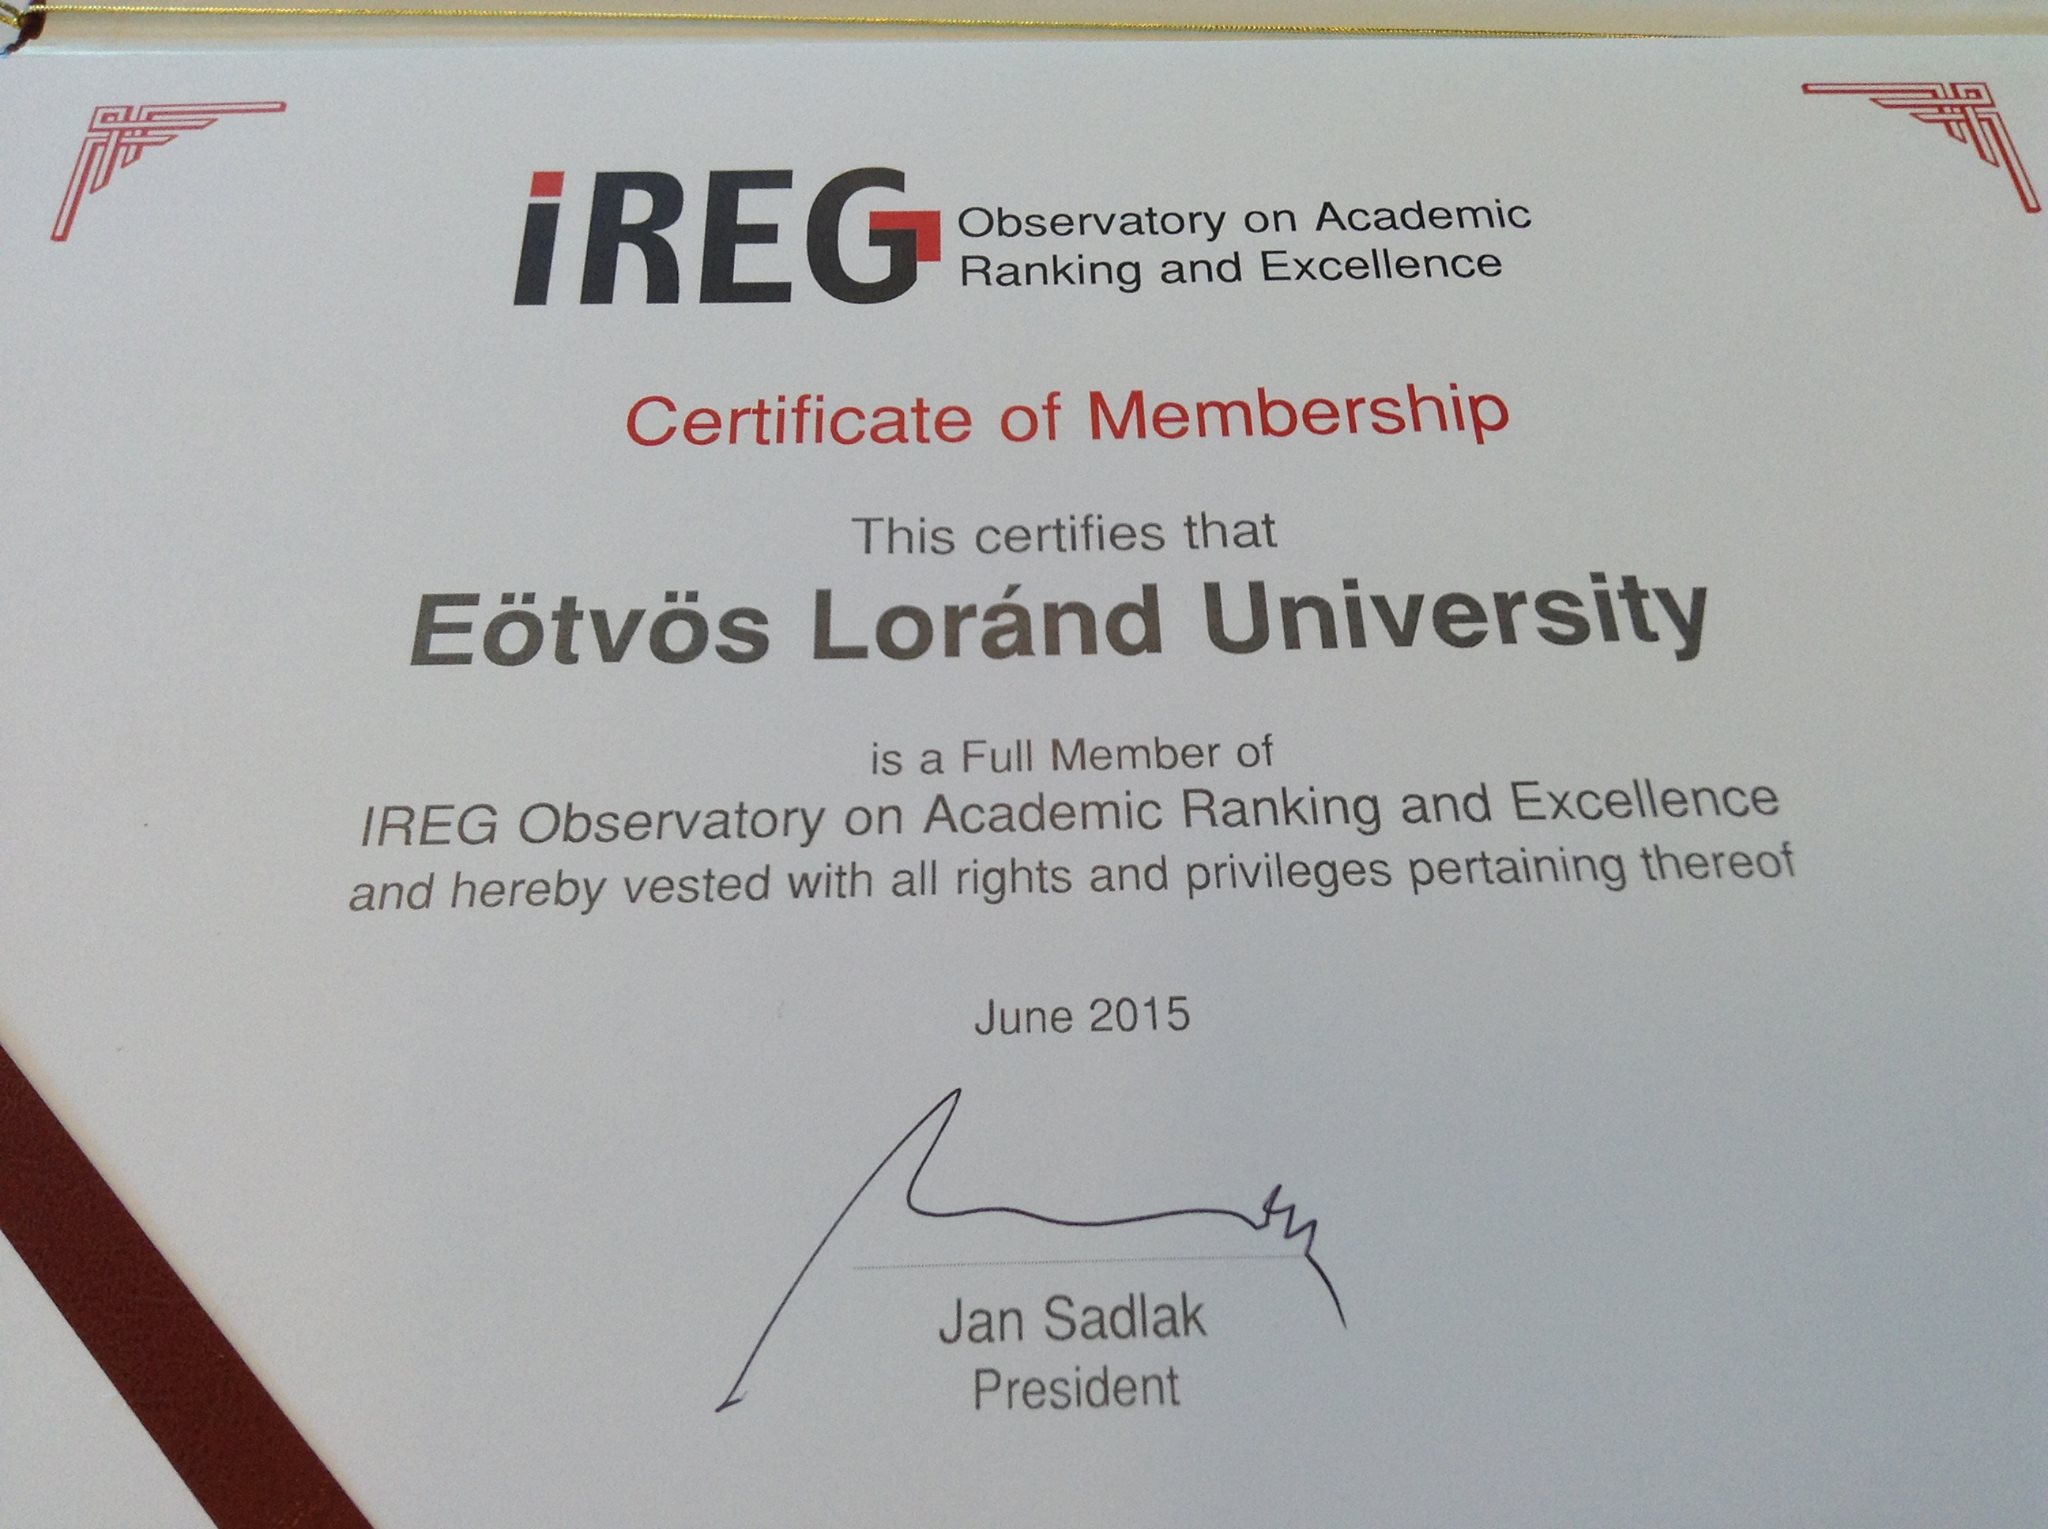 iREG Observatory on Academic
Ranking and Excellence
Certificate of Membership
This certifies that
Eötvös Loránd University
is a Full Member of
IREG Observatory on Academic Ranking and Excellence
and hereby vested with all rights and privileges pertaining thereof
June 2015
Jan Sadlak
President